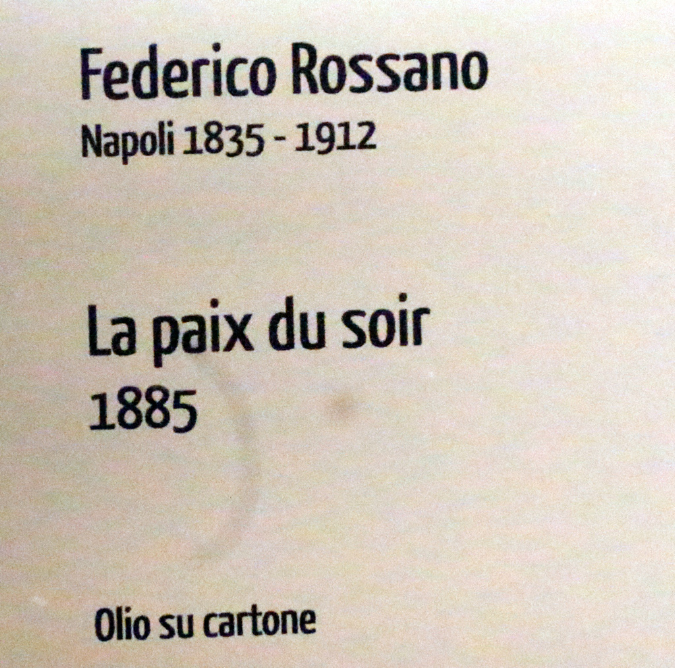 Federico Rossano
Napoli 1835 - 1912
La paix du soir
1885
Olio su cartone